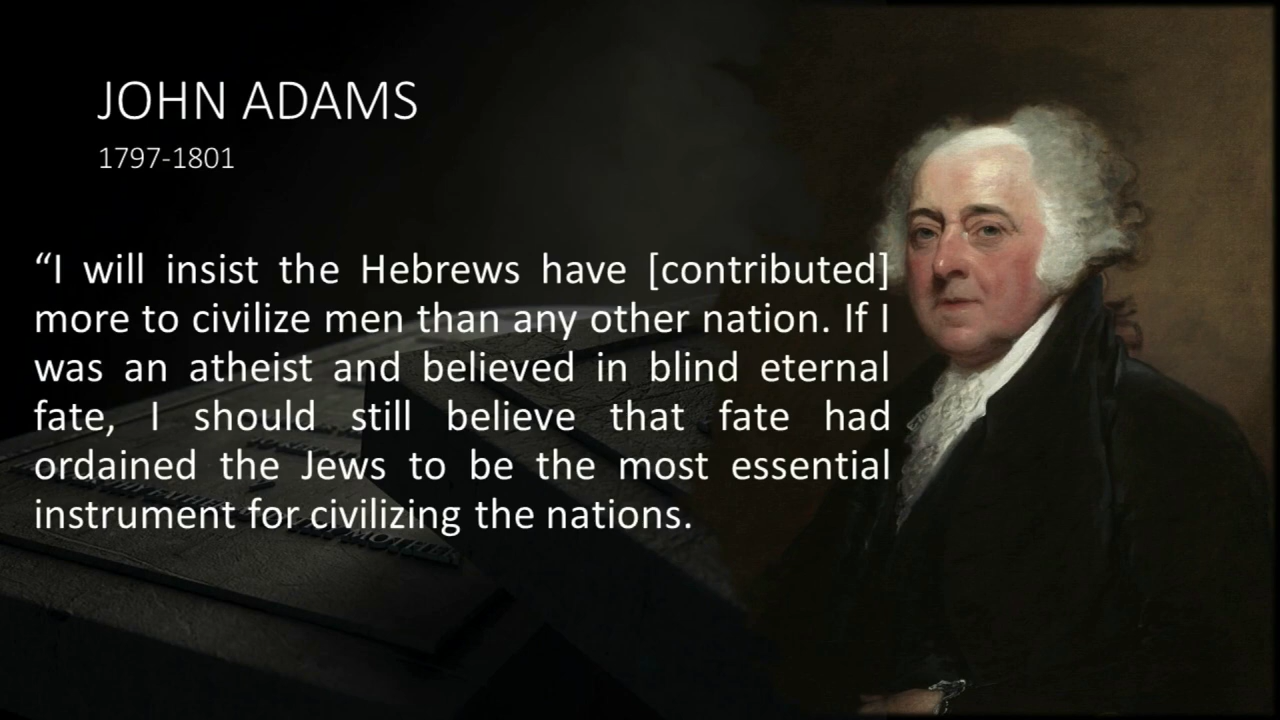 JOHN ADAMS
1797-1801
“I will insist the Hebrews have [contributed]
more to civilize men than any other nation. If I
was an atheist and believed in blind eternal
fate, I should still believe that fate had
ordained the Jews to be the most essential
instrument for civilizing the nations.